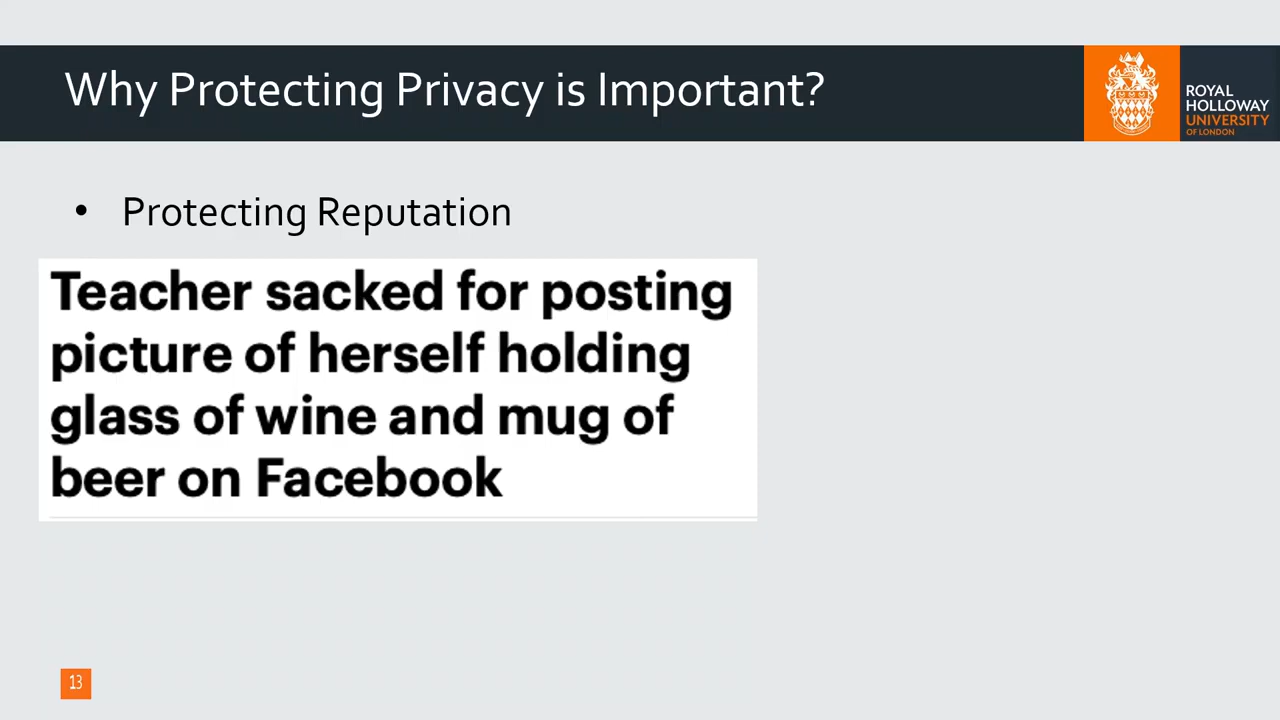 Why Protecting Privacy is Important?
ROYAL
HOLLOWAY
UNIVERSITY
OF LONDON
• Protecting Reputation
Teacher sacked for posting
picture of herself holding
glass of wine and mug of
beer on Facebook
13